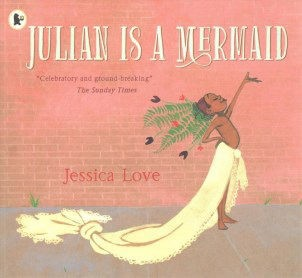 JULIAN IS A MERMAID
"Celebratory and ground-breaking"
The Sunday Times
Jessica Love